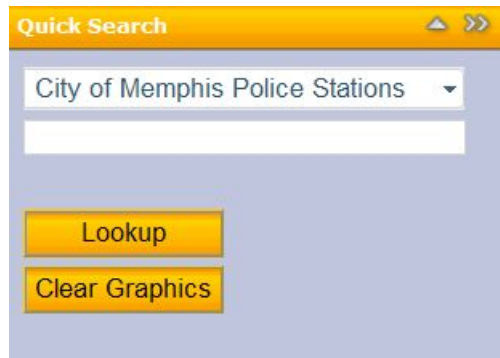 Quick Search
City of Memphis Police Stations
Lookup
Clear Graphics